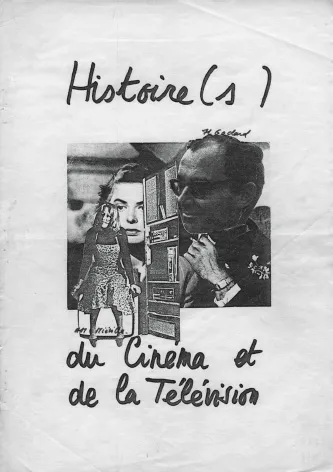 Histoire(s)
du Cinema et
de la Télévision